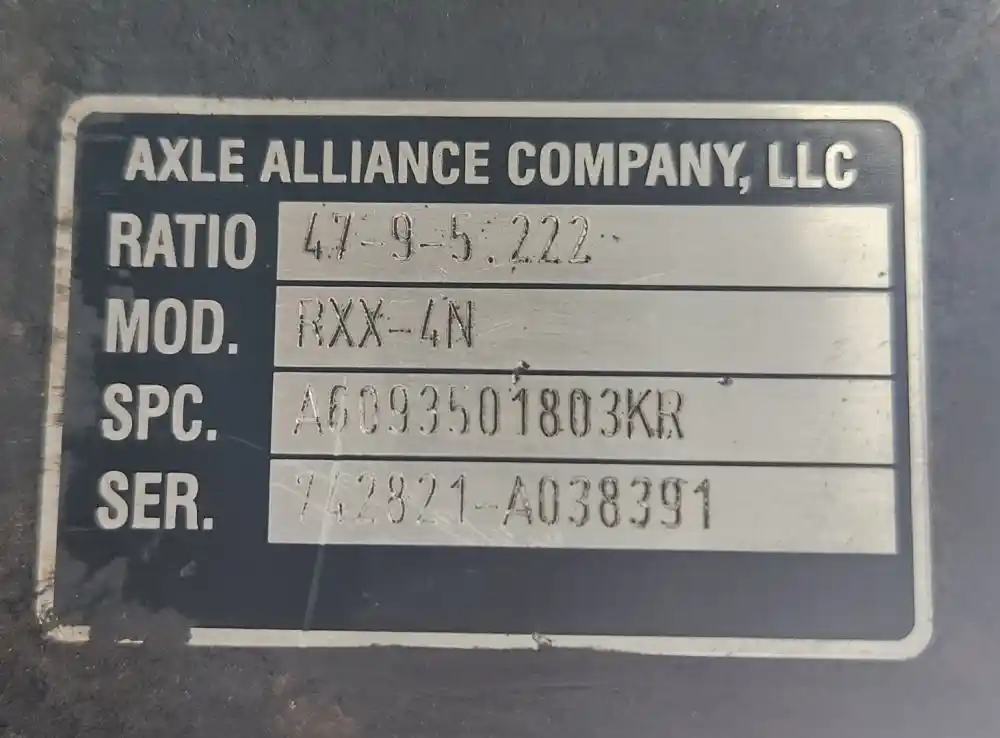 AXLE ALLIANCE COMPANY, LLC
RATIO 47-9-5.222
MOD. RXX-4N
SPC. A6093501803KR
SER. 742821-A038391